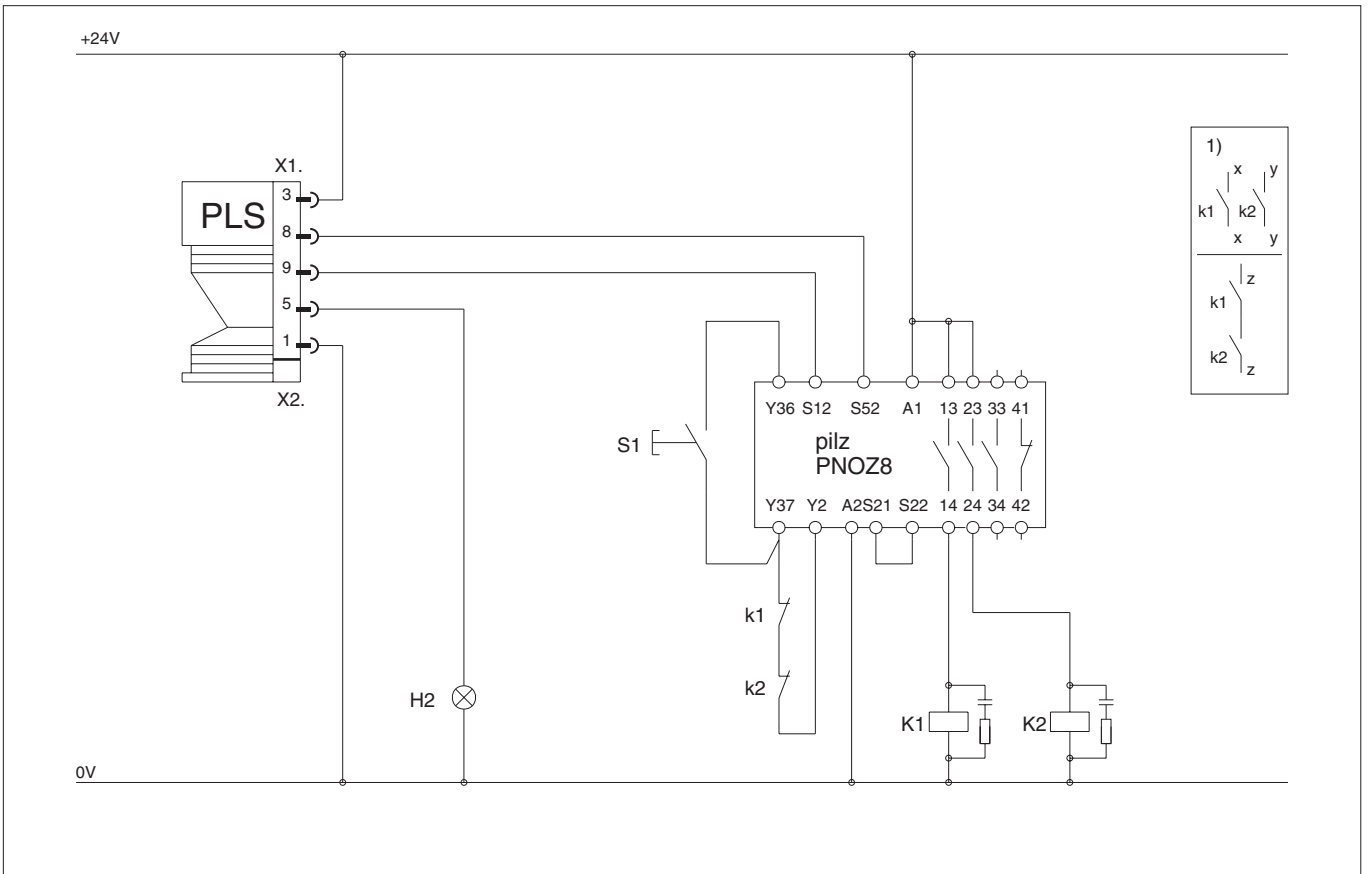 +24V
1)
x y
k1 k2
x y
z
k1
k2
z
X1.
PLS
3
8
9
5
1
X2.
Y36 S12 S52 A1 13 23 33 41
S1
pilz
PNOZ8
Y37 Y2 A2 S21 S22 14 24 34 42
k1
k2
H2
K1
K2
0V